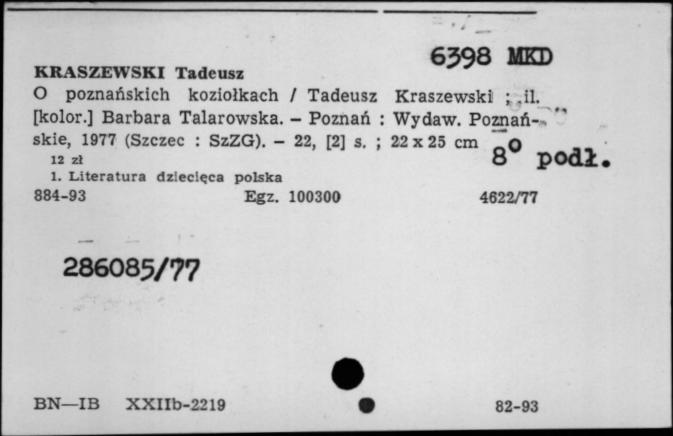 6398 MKD
KRASZEWSKI Tadeusz
O poznańskich koziołkach / Tadeusz Kraszewski ; il.
[kolor.] Barbara Talarowska. – Poznań : Wydaw. Poznań-
skie, 1977 (Szczec : SzZG). – 22, [2] s. ; 22 x 25 cm
8° podł.
12 zł
1. Literatura dziecięca polska
884-93 Egz. 100300 4622/77
286085/77
BN—IB XXIIb-2219 82-93